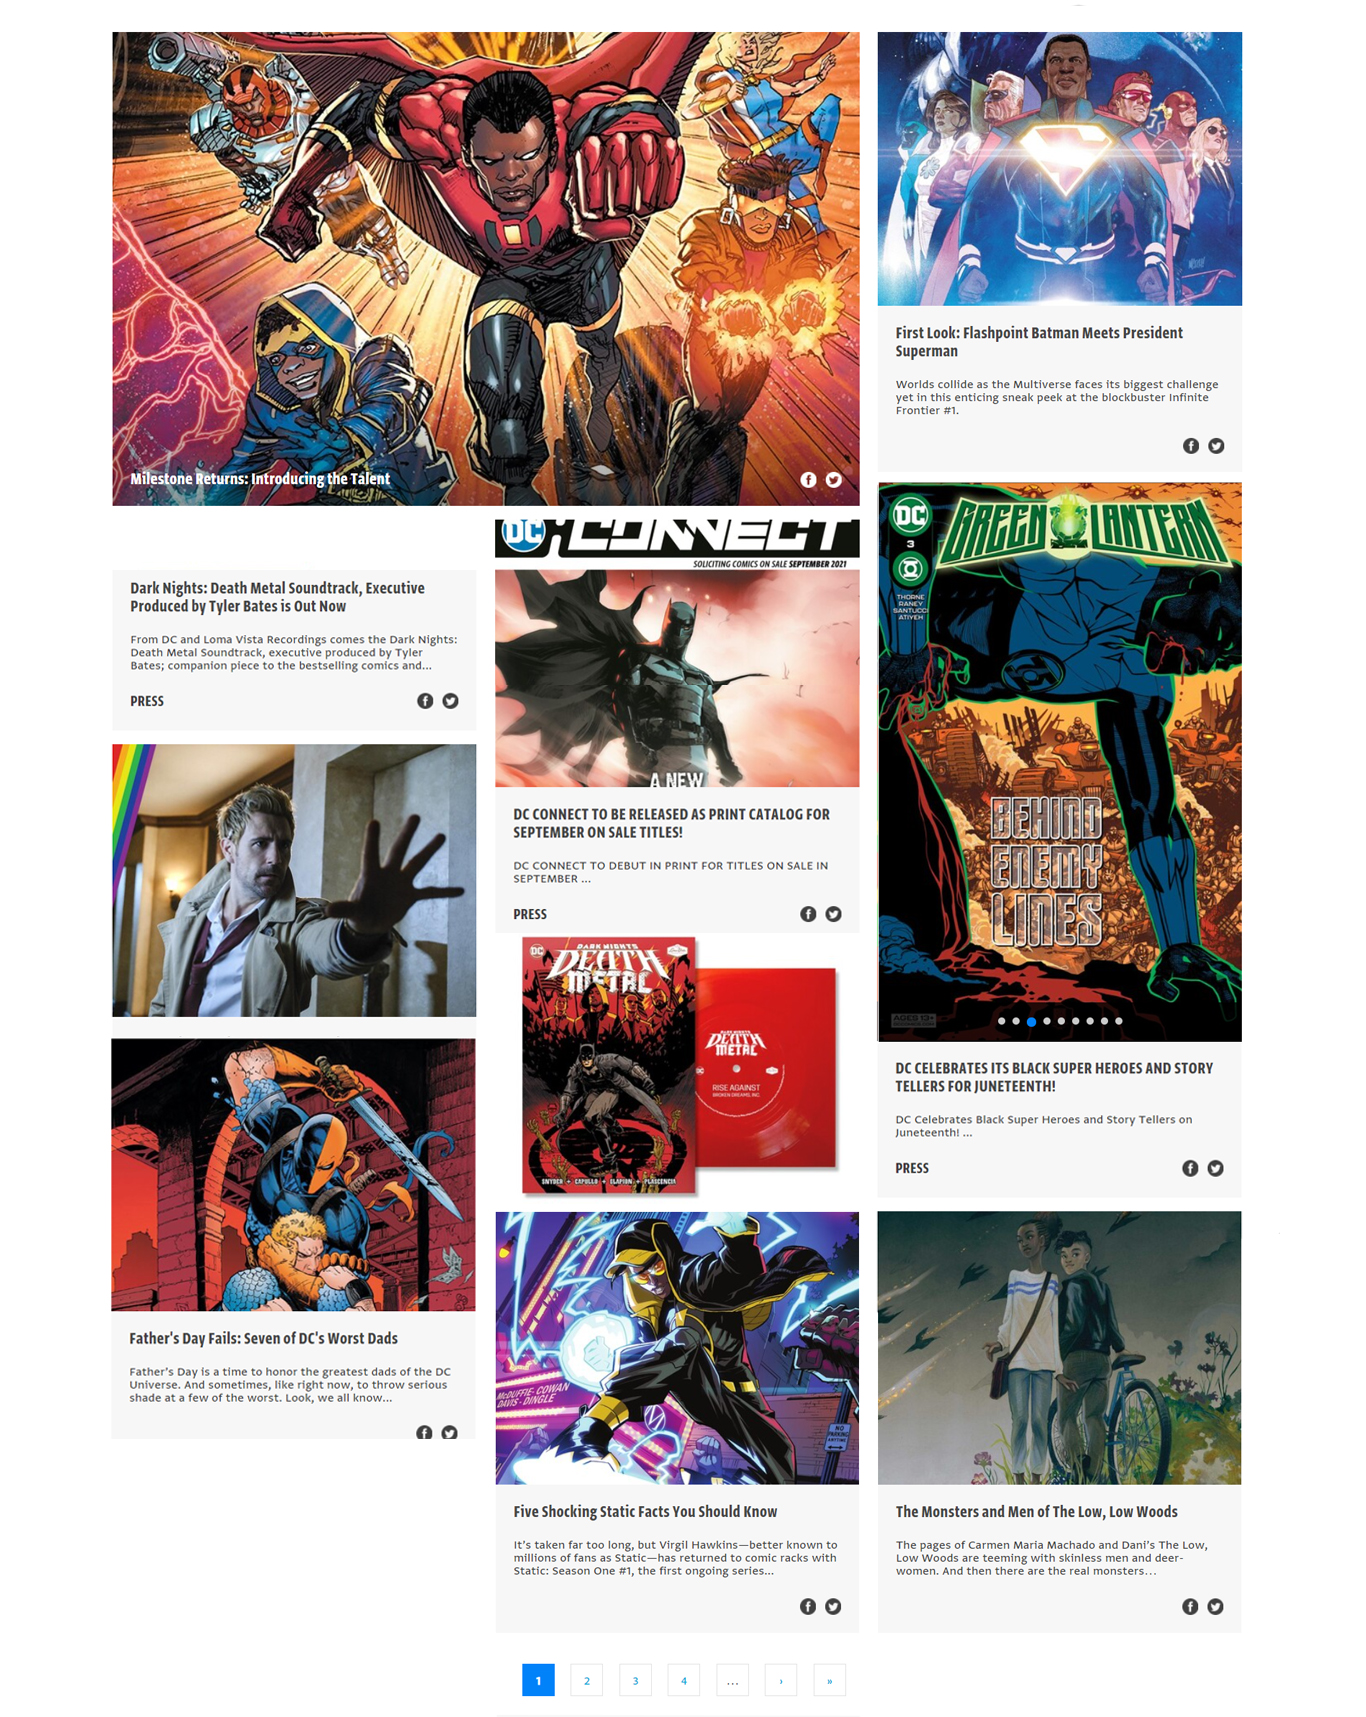 Milestone Returns: Introducing the Talent
First Look: Flashpoint Batman Meets President
Superman
Worlds collide as the Multiverse faces its biggest challenge
yet in this enticing sneak peek at the blockbuster Infinite
Frontier #1.
Dark Nights: Death Metal Soundtrack, Executive
Produced by Tyler Bates is Out Now
From DC and Loma Vista Recordings comes the Dark Nights:
Death Metal Soundtrack, executive produced by Tyler
Bates; companion piece to the bestselling comics and...
PRESS
DC CONNECT
SOLICITING COMICS ON SALE SEPTEMBER 2021
A NEW
DC CONNECT TO BE RELEASED AS PRINT CATALOG FOR
SEPTEMBER ON SALE TITLES!
DC CONNECT TO DEBUT IN PRINT FOR TITLES ON SALE IN
SEPTEMBER ...
PRESS
DC
GREEN LANTERN
3
THORNE
RANEY
SANTUCCI
ATIYEH
BEHIND
ENEMY
LINES
AGES 13+
DC CELEBRATES ITS BLACK SUPER HEROES AND STORY
TELLERS FOR JUNETEENTH!
DC Celebrates Black Super Heroes and Story Tellers on
Juneteenth! ...
PRESS
DC
DARK NIGHTS
DEATH
METAL
SNYDER + CAPULLO + GLAPION + PLASCENCIA
DARK NIGHTS
DEATH
METAL
RISE AGAINST
BROKEN DREAMS, INC.
Father's Day Fails: Seven of DC's Worst Dads
Father's Day is a time to honor the greatest dads of the DC
Universe. And sometimes, like right now, to throw serious
shade at a few of the worst. Look, we all know...
McDUFFIE·COWAN
DAVIS·DINGLE
NO
PARKING
ANYTIME
Five Shocking Static Facts You Should Know
It's taken far too long, but Virgil Hawkins—better known to
millions of fans as Static—has returned to comic racks with
Static: Season One #1, the first ongoing series...
The Monsters and Men of The Low, Low Woods
The pages of Carmen Maria Machado and Dani's The Low,
Low Woods are teeming with skinless men and deer-
women. And then there are the real monsters...
1 2 3 4 ... › »